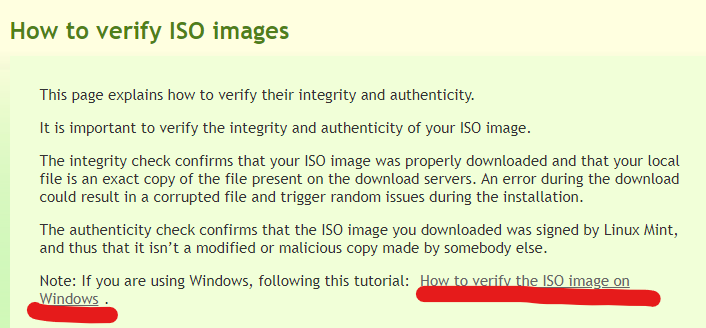 How to verify ISO images
This page explains how to verify their integrity and authenticity.
It is important to verify the integrity and authenticity of your ISO image.
The integrity check confirms that your ISO image was properly downloaded and that your local
file is an exact copy of the file present on the download servers. An error during the download
could result in a corrupted file and trigger random issues during the installation.
The authenticity check confirms that the ISO image you downloaded was signed by Linux Mint,
and thus that it isn’t a modified or malicious copy made by somebody else.
Note: If you are using Windows, following this tutorial: How to verify the ISO image on
Windows .